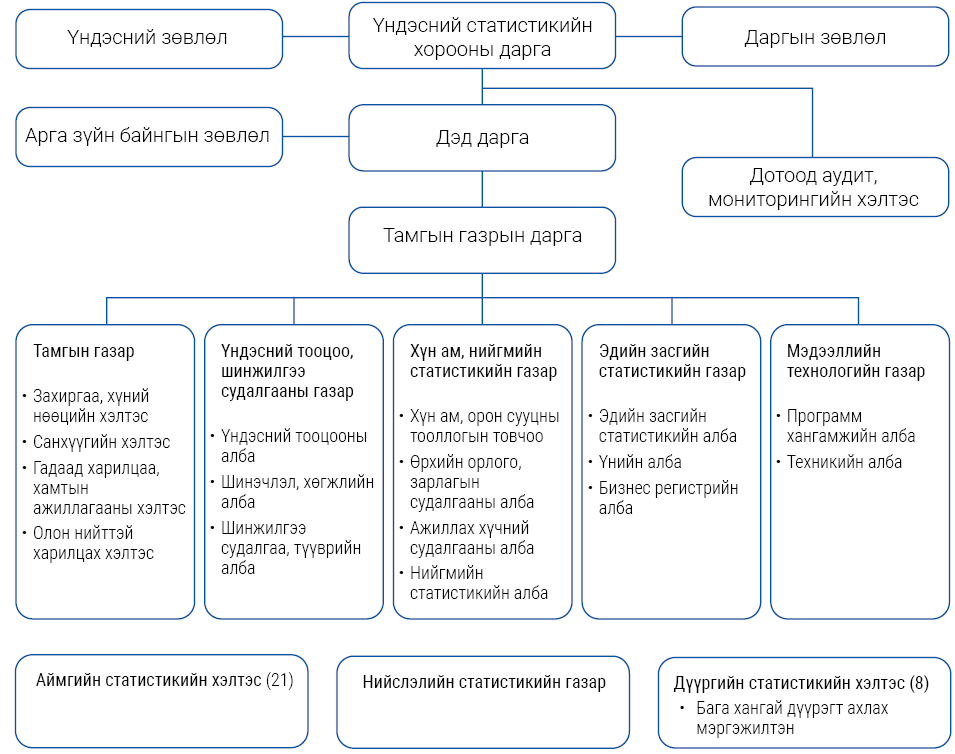 Үндэсний зөвлөл
Үндэсний статистикийн
хорооны дарга
Даргын зөвлөл
Арга зүйн байнгын зөвлөл
Дэд дарга
Дотоод аудит,
мониторингийн хэлтэс
Тамгын газрын дарга
Тамгын газар
• Захиргаа, хүний
нөөцийн хэлтэс
• Санхүүгийн хэлтэс
• Гадаад харилцаа,
хамтын
ажиллагааны хэлтэс
• Олон нийттэй
харилцах хэлтэс
Үндэсний тооцоо,
шинжилгээ
судалгааны газар
• Үндэсний тооцооны
алба
• Шинэчлэл, хөгжлийн
алба
• Шинжилгээ
судалгаа, түүврийн
алба
Хүн ам, нийгмийн
статистикийн газар
• Хүн ам, орон сууцны
тооллогын товчоо
• Өрхийн орлого,
зарлагын
судалгааны алба
• Ажиллах хүчний
судалгааны алба
• Нийгмийн
статистикийн алба
Эдийн засгийн
статистикийн газар
• Эдийн засгийн
статистикийн алба
• Үнийн алба
• Бизнес регистрийн
алба
Мэдээллийн
технологийн газар
• Программ
хангамжийн алба
• Техникийн алба
Аймгийн статистикийн хэлтэс (21)
Нийслэлийн статистикийн газар
Дүүргийн статистикийн хэлтэс (8)
• Бага хангай дүүрэгт ахлах
мэргэжилтэн